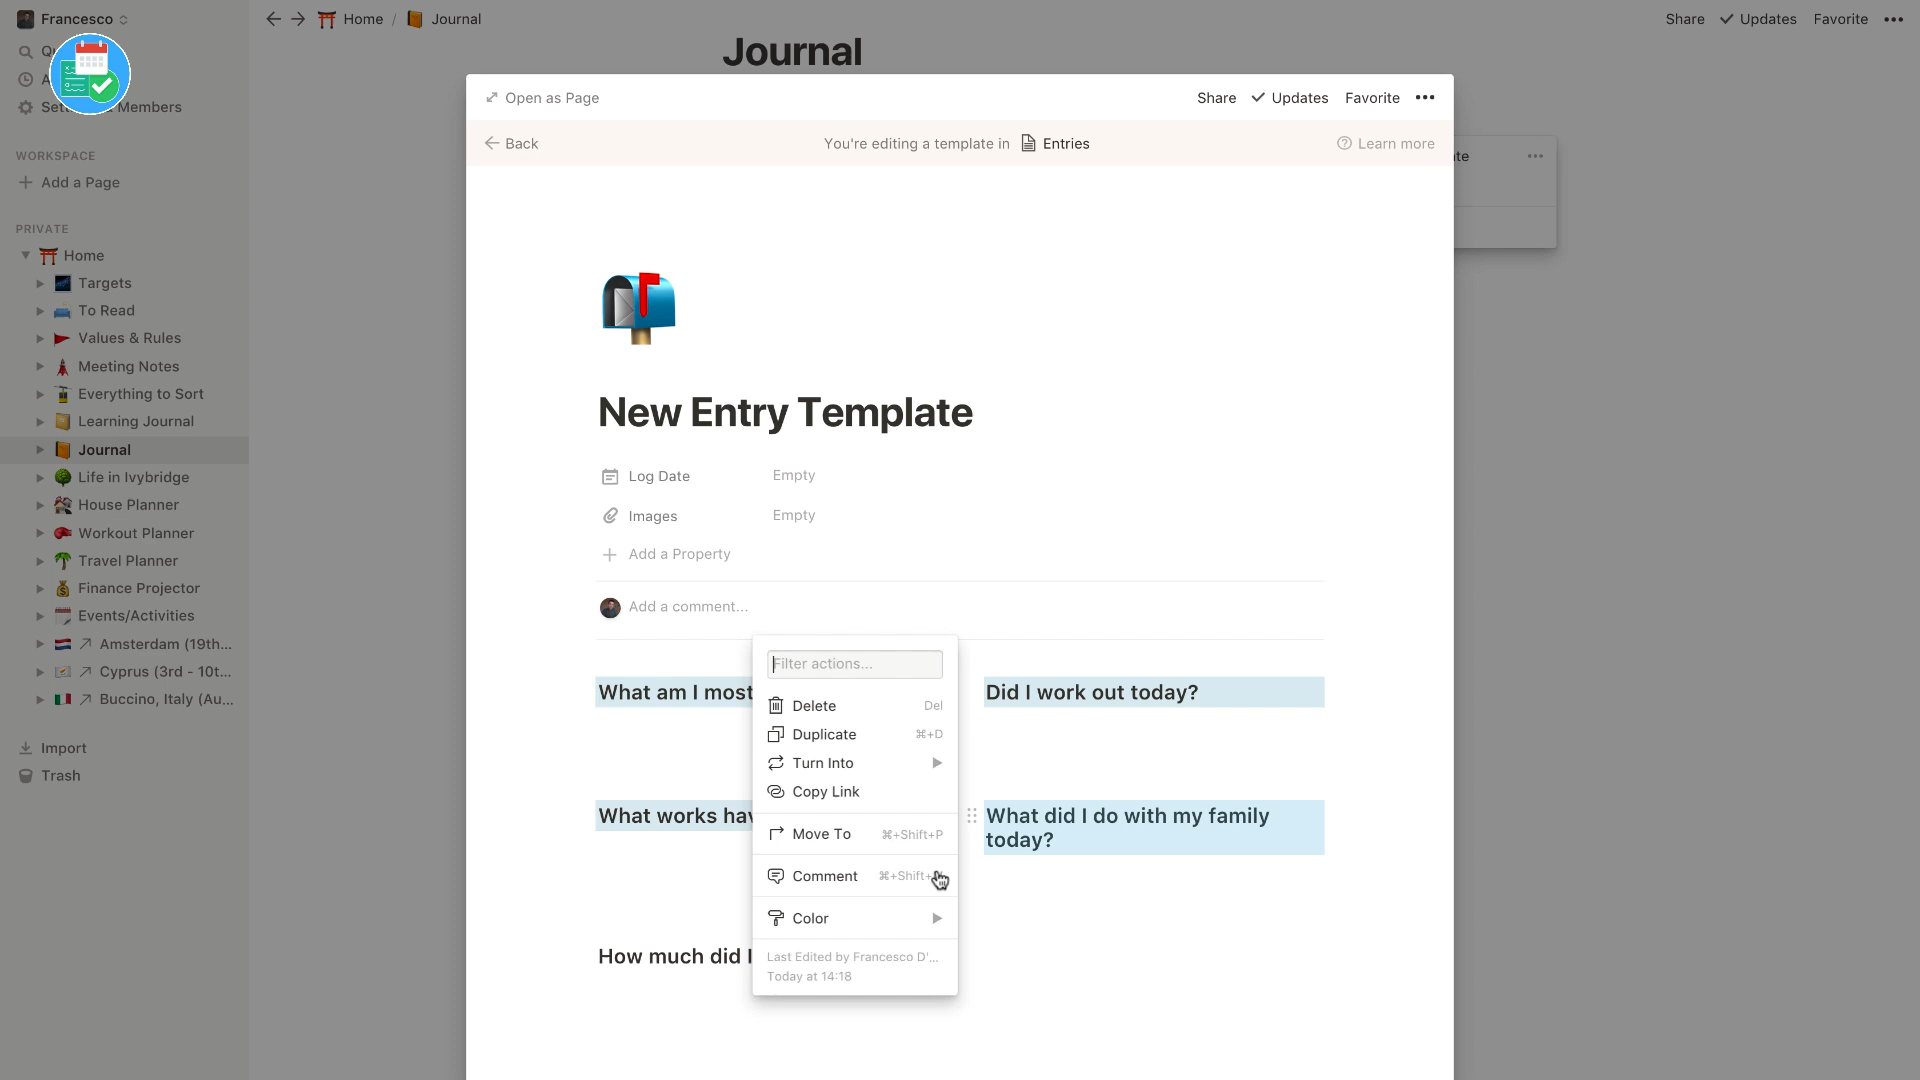 Francesco
Home / Journal
Share Updates Favorite
Members
WORKSPACE
Add a Page
PRIVATE
Home
Targets
To Read
Values & Rules
Meeting Notes
Everything to Sort
Learning Journal
Journal
Life in Ivybridge
House Planner
Workout Planner
Travel Planner
Finance Projector
Events/Activities
Amsterdam (19th...
Cyprus (3rd - 10t...
Buccino, Italy (Au...
Import
Trash
Journal
Open as Page
Share Updates Favorite
Back
You're editing a template in Entries
Learn more
New Entry Template
Log Date Empty
Images Empty
Add a Property
Add a comment...
What am I most
Did I work out today?
What works hav
What did I do with my family
today?
How much did I
Filter actions...
Delete Del
Duplicate ⌘+D
Turn Into
Copy Link
Move To ⌘+Shift+P
Comment ⌘+Shift+
Color
Last Edited by Francesco D'...
Today at 14:18